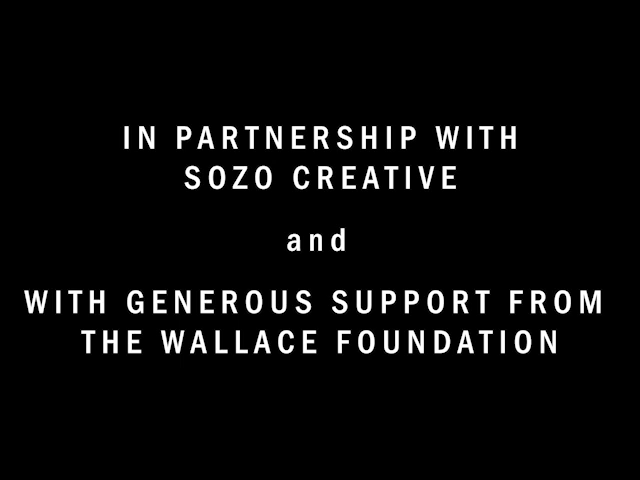 IN PARTNERSHIP WITH
SOZO CREATIVE
and
WITH GENEROUS SUPPORT FROM
THE WALLACE FOUNDATION